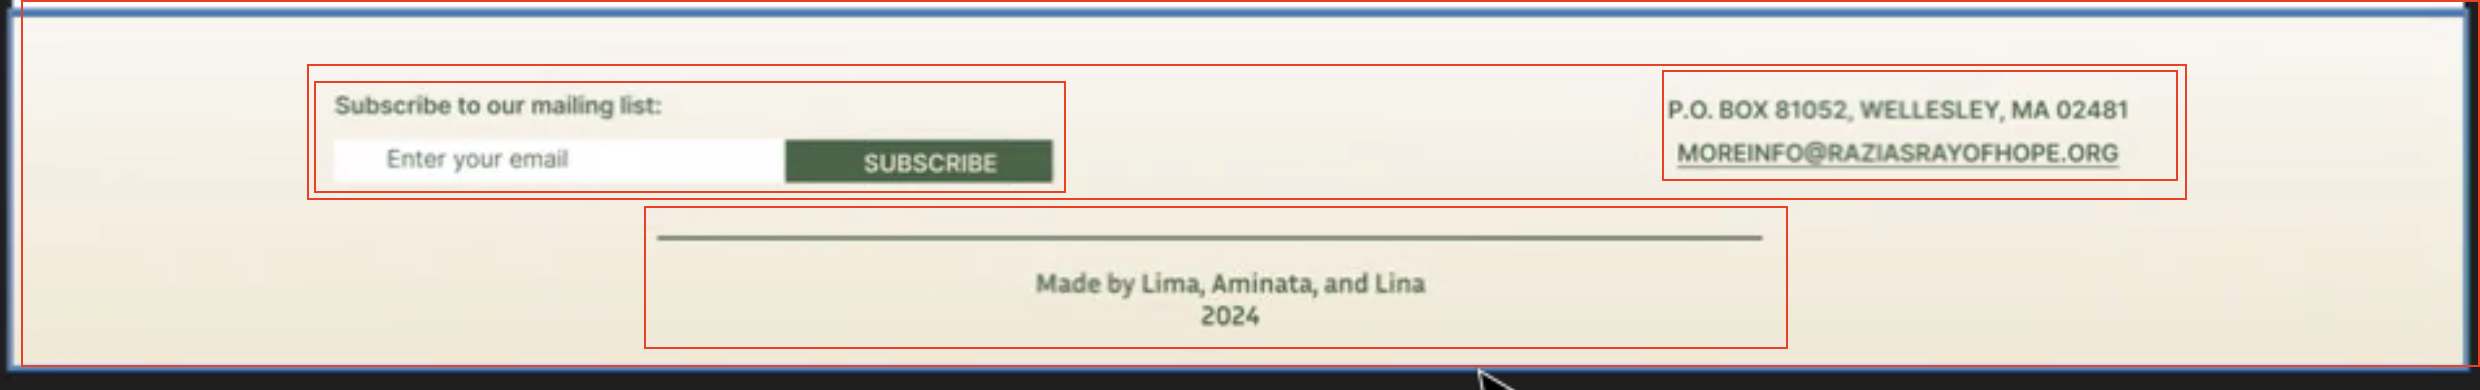 Subscribe to our mailing list:
Enter your email
SUBSCRIBE
P.O. BOX 81052, WELLESLEY, MA 02481
MOREINFO@RAZIASRAYOFHOPE.ORG
Made by Lima, Aminata, and Lina
2024